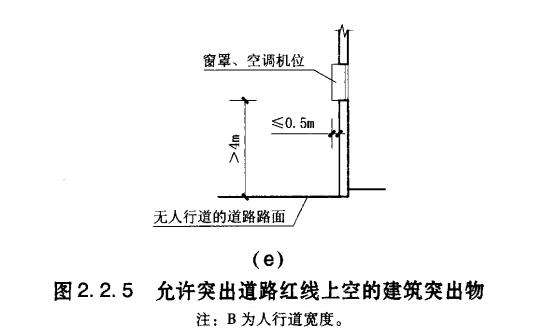 窗罩、空调机位
≤0.5m
>4m
无人行道的道路路面
(e)
图2.2.5 允许突出道路红线上空的建筑突出物
注：B为人行道宽度。